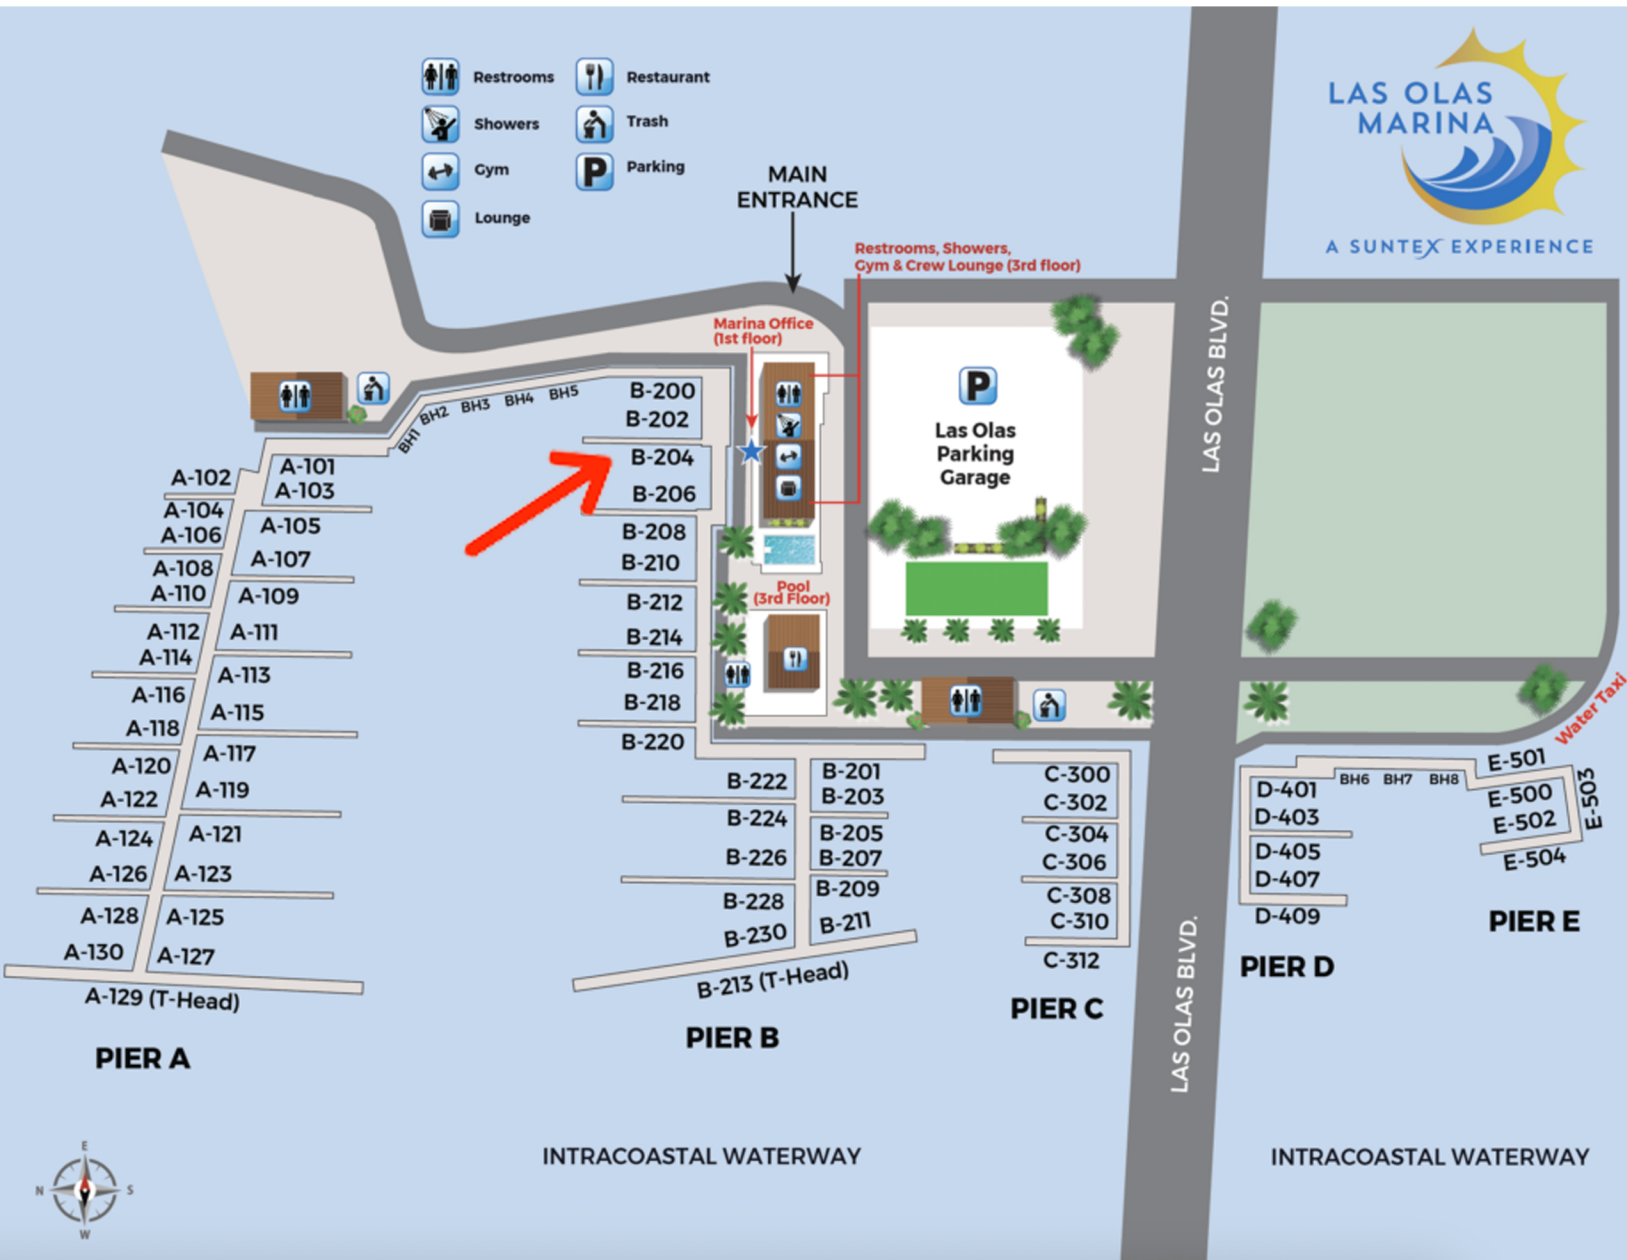 Restrooms
Restaurant
Showers
Trash
Gym
P
Parking
Lounge
LAS OLAS
MARINA
A SUNTEX EXPERIENCE
MAIN
ENTRANCE
Restrooms, Showers,
Gym & Crew Lounge (3rd floor)
Marina Office
(1st floor)
P
Las Olas
Parking
Garage
Pool
(3rd Floor)
LAS OLAS BLVD.
LAS OLAS BLVD.
Water Taxi
BH1
BH2
BH3
BH4
BH5
A-101
A-102
A-103
A-104
A-105
A-106
A-107
A-108
A-109
A-110
A-111
A-112
A-113
A-114
A-115
A-116
A-117
A-118
A-119
A-120
A-121
A-122
A-123
A-124
A-125
A-126
A-127
A-128
A-130
A-129 (T-Head)
PIER A
B-200
B-202
B-204
B-206
B-208
B-210
B-212
B-214
B-216
B-218
B-220
B-222
B-224
B-226
B-228
B-230
B-201
B-203
B-205
B-207
B-209
B-211
B-213 (T-Head)
PIER B
C-300
C-302
C-304
C-306
C-308
C-310
C-312
PIER C
D-401
D-403
D-405
D-407
D-409
PIER D
BH6
BH7
BH8
E-501
E-500
E-502
E-503
E-504
PIER E
INTRACOASTAL WATERWAY
INTRACOASTAL WATERWAY
E
N
S
W